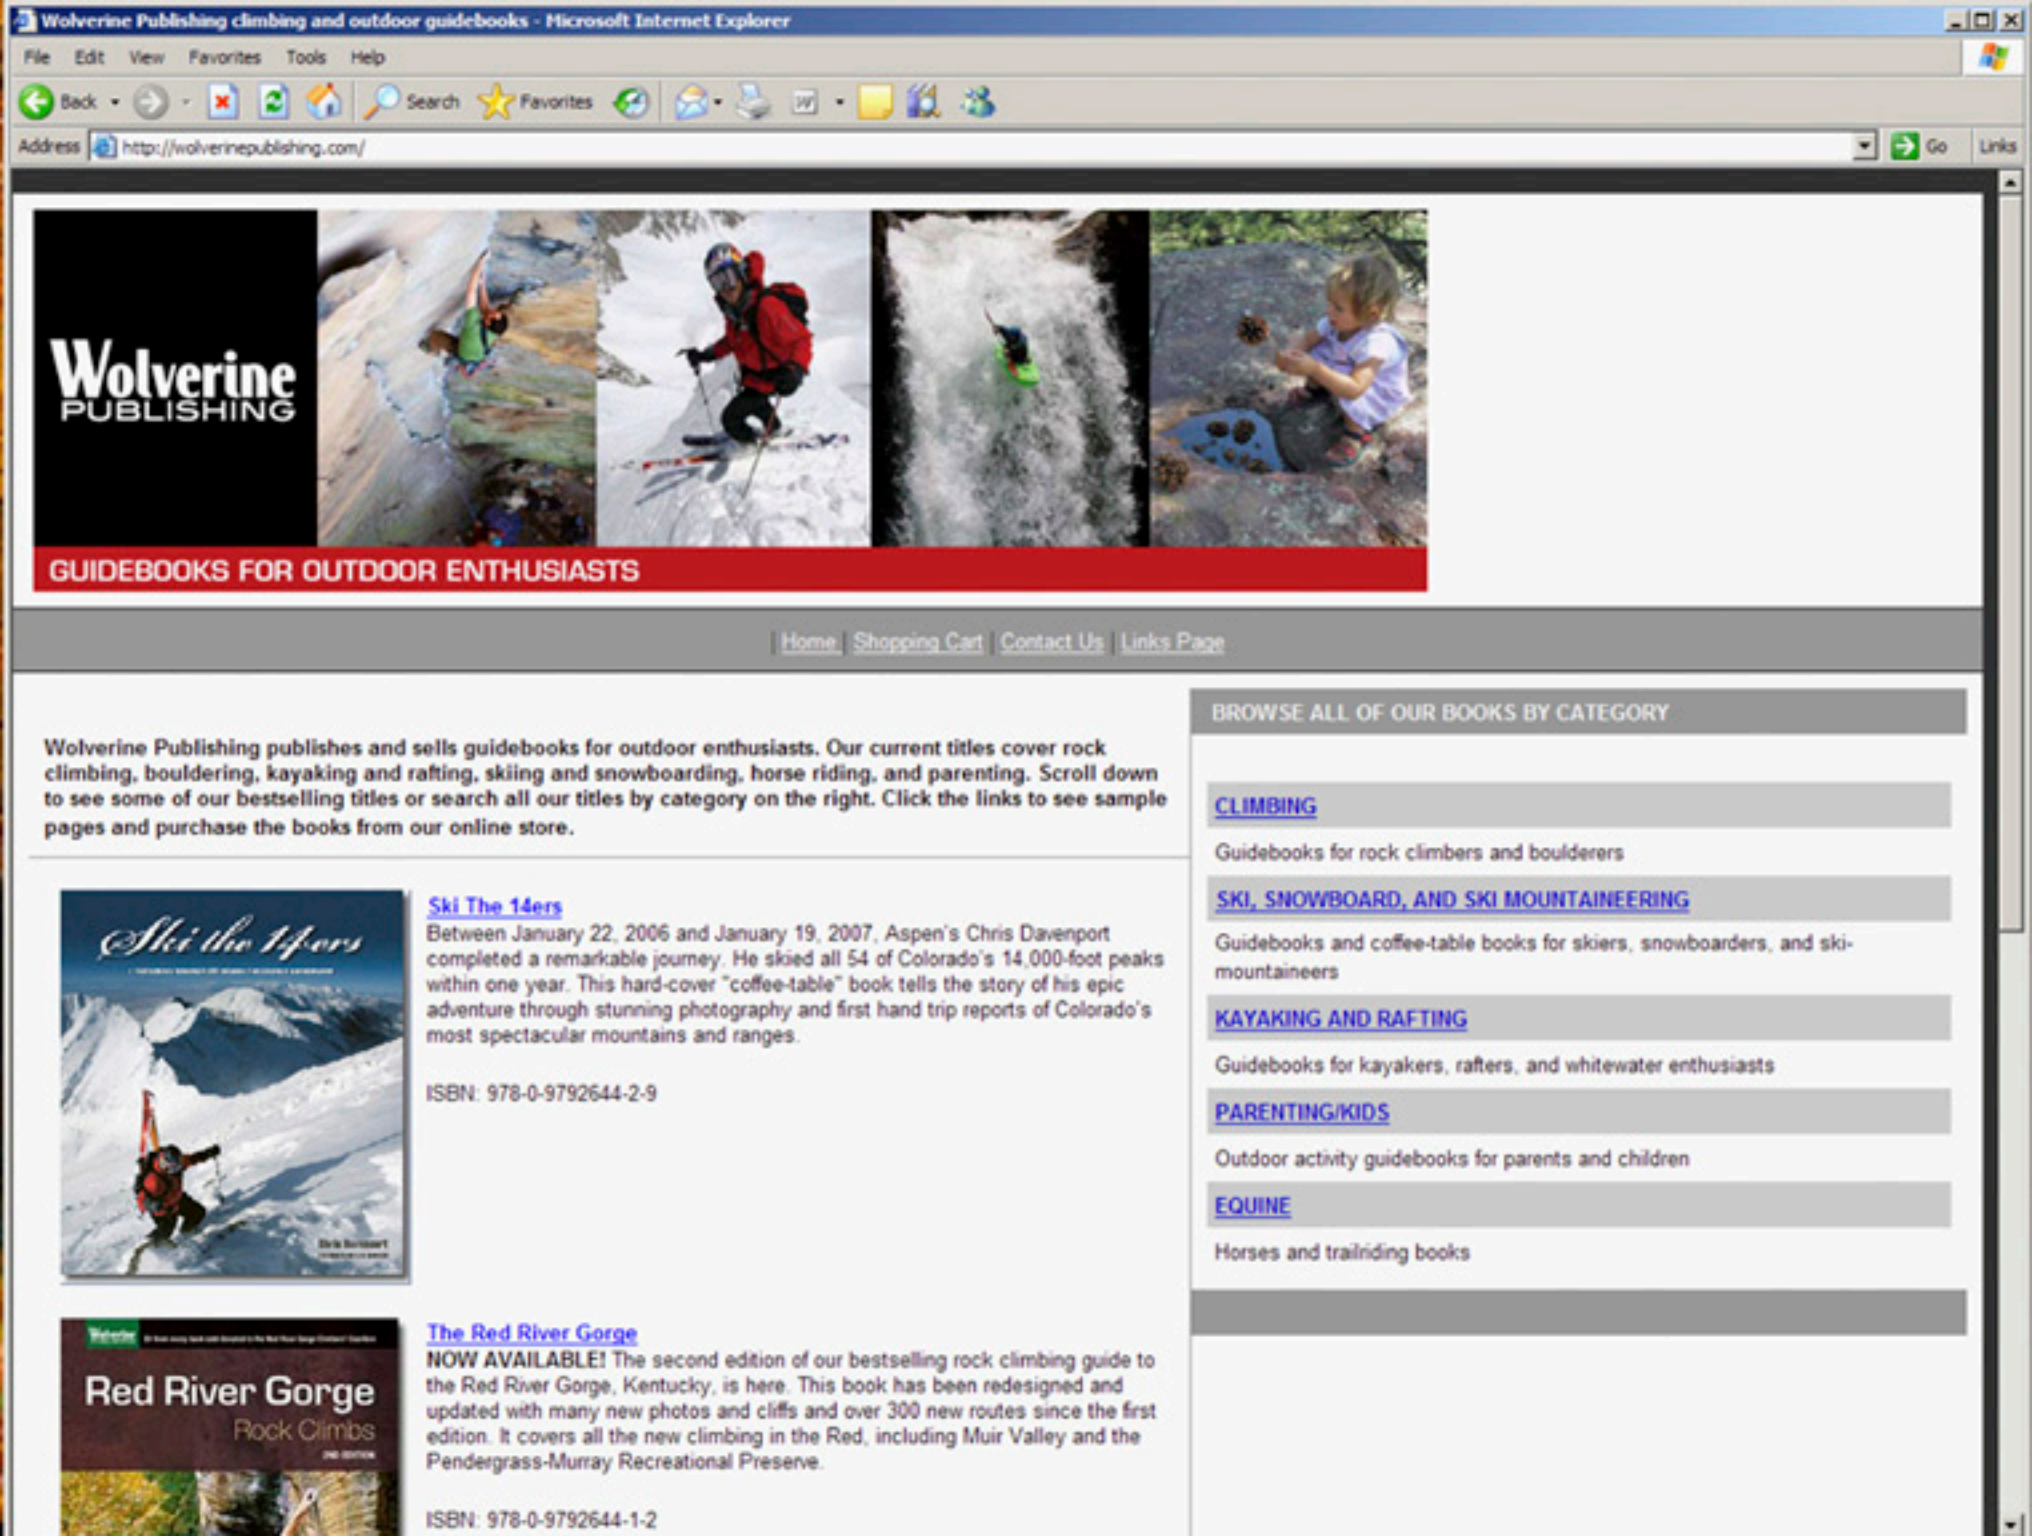 Wolverine Publishing climbing and outdoor guidebooks - Microsoft Internet Explorer
File Edit View Favorites Tools Help
Back Search Favorites
Address http://wolverinepublishing.com/ Go Links
Wolverine
PUBLISHING
GUIDEBOOKS FOR OUTDOOR ENTHUSIASTS
| Home | Shopping Cart | Contact Us | Links Page
Wolverine Publishing publishes and sells guidebooks for outdoor enthusiasts. Our current titles cover rock
climbing, bouldering, kayaking and rafting, skiing and snowboarding, horse riding, and parenting. Scroll down
to see some of our bestselling titles or search all our titles by category on the right. Click the links to see sample
pages and purchase the books from our online store.
Ski the 14ers
Ski The 14ers
Between January 22, 2006 and January 19, 2007, Aspen's Chris Davenport
completed a remarkable journey. He skied all 54 of Colorado's 14,000-foot peaks
within one year. This hard-cover "coffee-table" book tells the story of his epic
adventure through stunning photography and first hand trip reports of Colorado's
most spectacular mountains and ranges.
ISBN: 978-0-9792644-2-9
Wolverine
Red River Gorge
Rock Climbs
2ND EDITION
The Red River Gorge
NOW AVAILABLE! The second edition of our bestselling rock climbing guide to
the Red River Gorge, Kentucky, is here. This book has been redesigned and
updated with many new photos and cliffs and over 300 new routes since the first
edition. It covers all the new climbing in the Red, including Muir Valley and the
Pendergrass-Murray Recreational Preserve.
ISBN: 978-0-9792644-1-2
BROWSE ALL OF OUR BOOKS BY CATEGORY
CLIMBING
Guidebooks for rock climbers and boulderers
SKI, SNOWBOARD, AND SKI MOUNTAINEERING
Guidebooks and coffee-table books for skiers, snowboarders, and ski-
mountaineers
KAYAKING AND RAFTING
Guidebooks for kayakers, rafters, and whitewater enthusiasts
PARENTING/KIDS
Outdoor activity guidebooks for parents and children
EQUINE
Horses and trailriding books